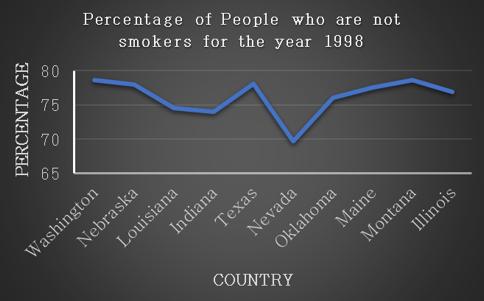 Percentage of People who are not
smokers for the year 1998
PERCENTAGE
80
75
70
65
Washington
Nebraska
Louisiana
Indiana
Texas
Nevada
Oklahoma
Maine
Montana
Illinois
COUNTRY